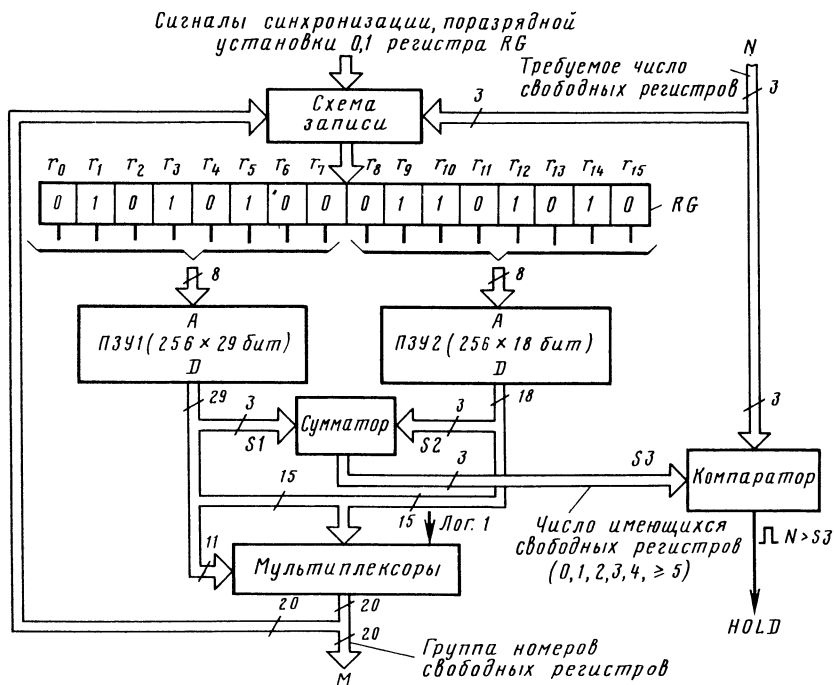 Сигналы синхронизации, поразрядной
установки 0,1 регистра RG
N
Требуемое число
свободных регистров
3
3
Схема
записи
r0 r1 r2 r3 r4 r5 r6 r7 r8 r9 r10 r11 r12 r13 r14 r15
0 1 0 1 0 1 0 0 0 1 1 0 1 0 1 0
RG
8
8
A
ПЗУ1 (256 × 29 бит)
D
A
ПЗУ2 (256 × 18 бит)
D
29
18
3
3
3
S1
Сумматор
S2
3
S3
Компаратор
15
15
Лог. 1
Число имеющихся
свободных регистров
(0,1,2,3,4, ≥ 5)
N > S3
11
Мультиплексоры
20
20
20
HOLD
Группа номеров
свободных регистров
M